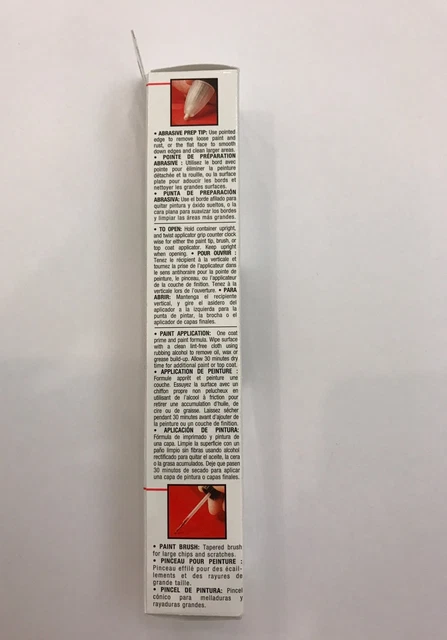 • ABRASIVE PREP TIP: Use pointed
edge to remove loose paint and
rust, or the flat face to smooth
down edges and clean larger areas.
• POINTE DE PRÉPARATION
ABRASIVE : Utilisez le bord avec
pointe pour éliminer la peinture
détachée et la rouille, ou la surface
plate pour adoucir les bords et
nettoyer les grandes surfaces.
• PUNTA DE PREPARACIÓN
ABRASIVA: Use el borde afilado para
quitar pintura y óxido sueltos, o la
cara plana para suavizar los bordes
y limpiar las áreas más grandes.
• TO OPEN: Hold container upright,
and twist applicator grip counter clock
wise for either the paint tip, brush, or
top coat applicator. Keep upright
when opening. • POUR OUVRIR :
Tenez le récipient à la verticale et
tournez la prise de l'applicateur dans
le sens antihoraire pour la pointe de
peinture, le pinceau, ou l'applicateur
de la couche de finition. Tenez à la
verticale lors de l'ouverture. • PARA
ABRIR: Mantenga el recipiente
vertical, y gire el asidero del
aplicador a la izquierda para la
punta de pintar, la brocha o el
aplicador de capas finales.
• PAINT APPLICATION: One coat
prime and paint formula. Wipe surface
with a clean lint-free cloth using
rubbing alcohol to remove oil, wax or
grease build-up. Allow 30 minutes dry
time for additional paint or top coat.
• APPLICATION DE PEINTURE :
Formule apprêt et peinture une
couche. Essuyez la surface avec un
chiffon propre non pelucheux en
utilisant de l'alcool à friction pour
retirer une accumulation d'huile, de
cire ou de graisse. Laissez sécher
pendant 30 minutes avant d'ajouter de
la peinture ou un couche de finition.
• APLICACIÓN DE PINTURA:
Fórmula de imprimado y pintura de
una capa. Limpie la superficie con un
paño limpio sin fibras usando alcohol
rectificado para quitar el aceite, la cera
o la grasa acumulados. Deje que pasen
30 minutos de secado para aplicar
una capa de pintura o capas finales.
• PAINT BRUSH: Tapered brush
for large chips and scratches.
• PINCEAU POUR PEINTURE :
Pinceau effilé pour des écail-
lements et des rayures de
grande taille.
• PINCEL DE PINTURA: Pincel
cónico para melladuras y
rayaduras grandes.